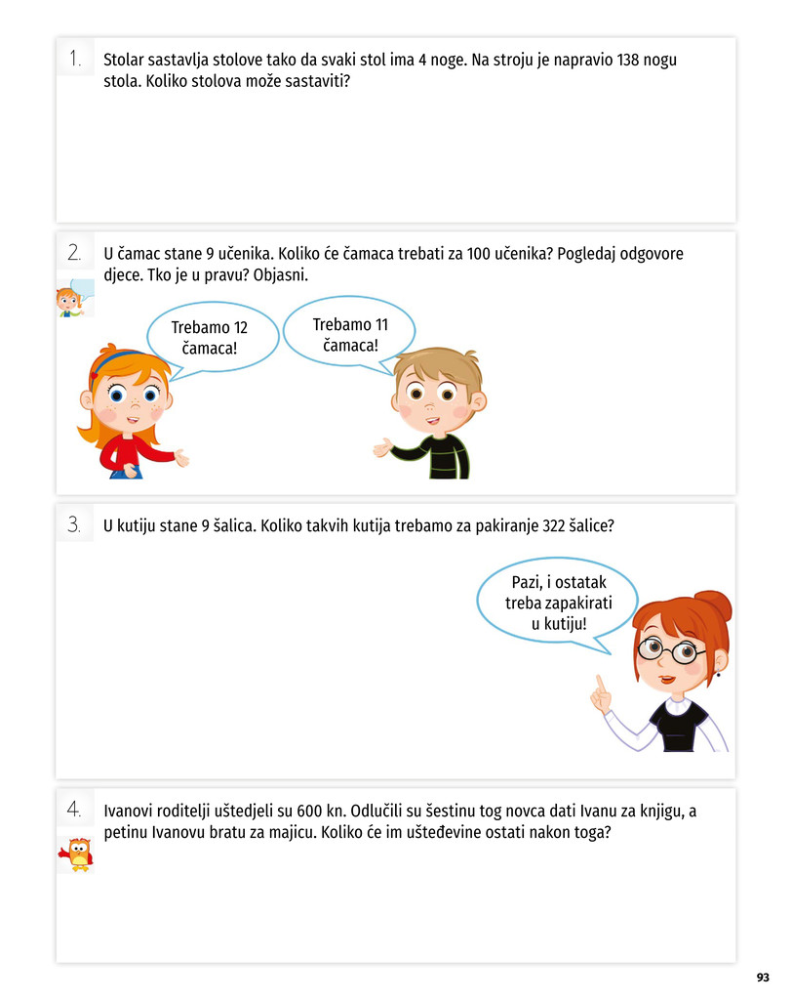 1.
Stolar sastavlja stolove tako da svaki stol ima 4 noge. Na stroju je napravio 138 nogu
stola. Koliko stolova može sastaviti?
2.
U čamac stane 9 učenika. Koliko će čamaca trebati za 100 učenika? Pogledaj odgovore
djece. Tko je u pravu? Objasni.
Trebamo 12
čamaca!
Trebamo 11
čamaca!
3.
U kutiju stane 9 šalica. Koliko takvih kutija trebamo za pakiranje 322 šalice?
Pazi, i ostatak
treba zapakirati
u kutiju!
4.
Ivanovi roditelji uštedjeli su 600 kn. Odlučili su šestinu tog novca dati Ivanu za knjigu, a
petinu Ivanovu bratu za majicu. Koliko će im ušteđevine ostati nakon toga?
93